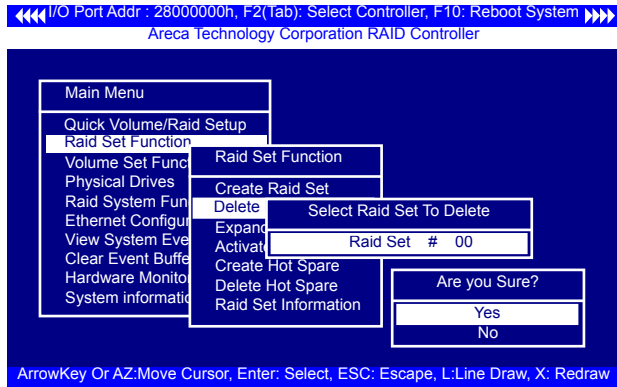 I/O Port Addr : 28000000h, F2(Tab): Select Controller, F10: Reboot System
Areca Technology Corporation RAID Controller
Main Menu
Quick Volume/Raid Setup
Raid Set Function
Volume Set Funct
Physical Drives
Raid System Fun
Ethernet Configur
View System Eve
Clear Event Buffe
Hardware Monito
System informatio
Raid Set Function
Create Raid Set
Delete
Expand
Activate
Create Hot Spare
Delete Hot Spare
Raid Set Information
Select Raid Set To Delete
Raid Set # 00
Are you Sure?
Yes
No
ArrowKey Or AZ:Move Cursor, Enter: Select, ESC: Escape, L:Line Draw, X: Redraw